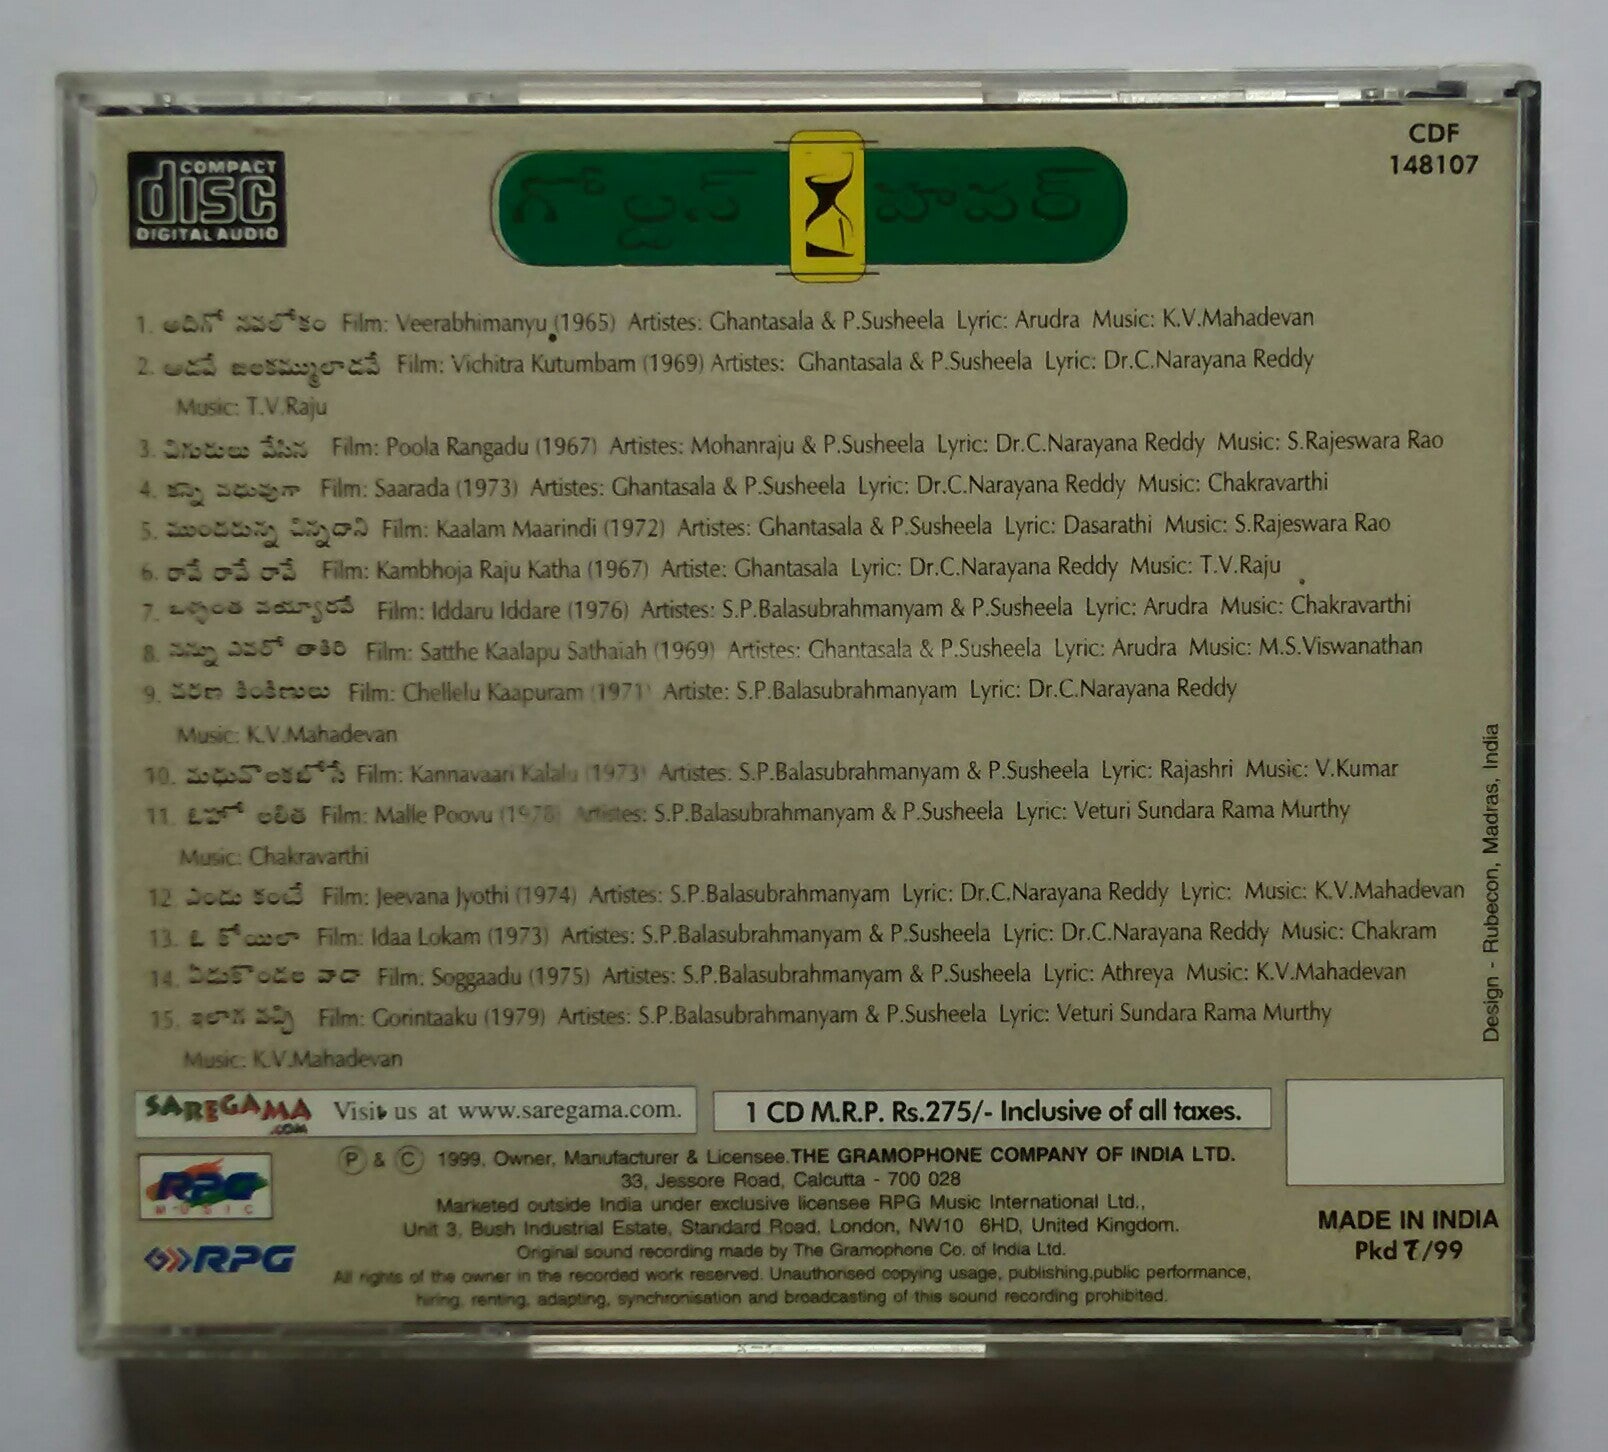 COMPACT
disc
DIGITAL AUDIO
గోల్డెన్ హవర్
CDF
148107
1. అదిగో నవలోకం Film: Veerabhimanyu (1965) Artistes: Ghantasala & P.Susheela Lyric: Arudra Music: K.V.Mahadevan
2. Film: Vichitra Kutumbam (1969) Artistes: Ghantasala & P.Susheela Lyric: Dr.C.Narayana Reddy
Music: T.V.Raju
3. చిగురులు వేసిన Film: Poola Rangadu (1967) Artistes: Mohanraju & P.Susheela Lyric: Dr.C.Narayana Reddy Music: S.Rajeswara Rao
4. Film: Saarada (1973) Artistes: Ghantasala & P.Susheela Lyric: Dr.C.Narayana Reddy Music: Chakravarthi
5. ముందరున్న చిన్నదాని Film: Kaalam Maarindi (1972) Artistes: Ghantasala & P.Susheela Lyric: Dasarathi Music: S.Rajeswara Rao
6. Film: Kambhoja Raju Katha (1967) Artiste: Ghantasala Lyric: Dr.C.Narayana Reddy Music: T.V.Raju
7. Film: Iddaru Iddare (1976) Artistes: S.P.Balasubrahmanyam & P.Susheela Lyric: Arudra Music: Chakravarthi
8. Film: Satthe Kaalapu Sathaiah (1969) Artistes: Ghantasala & P.Susheela Lyric: Arudra Music: M.S.Viswanathan
9. Film: Chellelu Kaapuram (1971) Artiste: S.P.Balasubrahmanyam Lyric: Dr.C.Narayana Reddy
Music: K.V.Mahadevan
10. Film: Kannavaari Kalalu (1973) Artistes: S.P.Balasubrahmanyam & P.Susheela Lyric: Rajashri Music: V.Kumar
11. ఓహో లలిత Film: Malle Poovu (1978) Artistes: S.P.Balasubrahmanyam & P.Susheela Lyric: Veturi Sundara Rama Murthy
Music: Chakravarthi
12. ఎందు కంటే Film: Jeevana Jyothi (1974) Artistes: S.P.Balasubrahmanyam Lyric: Dr.C.Narayana Reddy Lyric: Music: K.V.Mahadevan
13. ఓ కోయిలా Film: Idaa Lokam (1973) Artistes: S.P.Balasubrahmanyam & P.Susheela Lyric: Dr.C.Narayana Reddy Music: Chakram
14. ఏడుకొండల వాడా Film: Soggaadu (1975) Artistes: S.P.Balasubrahmanyam & P.Susheela Lyric: Athreya Music: K.V.Mahadevan
15. ఇలాగ వచ్చి Film: Gorintaaku (1979) Artistes: S.P.Balasubrahmanyam & P.Susheela Lyric: Veturi Sundara Rama Murthy
Music: K.V.Mahadevan
Design - Rubecon, Madras, India
SAREGAMA .COM Visit us at www.saregama.com.
1 CD M.R.P. Rs.275/- Inclusive of all taxes.
RPG
MUSIC
RPG
P & C 1999. Owner, Manufacturer & Licensee.THE GRAMOPHONE COMPANY OF INDIA LTD.
33, Jessore Road, Calcutta - 700 028
Marketed outside India under exclusive licensee RPG Music International Ltd.,
Unit 3, Bush Industrial Estate, Standard Road, London, NW10 6HD, United Kingdom.
Original sound recording made by The Gramophone Co. of India Ltd.
All rights of the owner in the recorded work reserved. Unauthorised copying usage, publishing,public performance,
hiring, renting, adapting, synchronisation and broadcasting of this sound recording prohibited.
MADE IN INDIA
Pkd 7/99